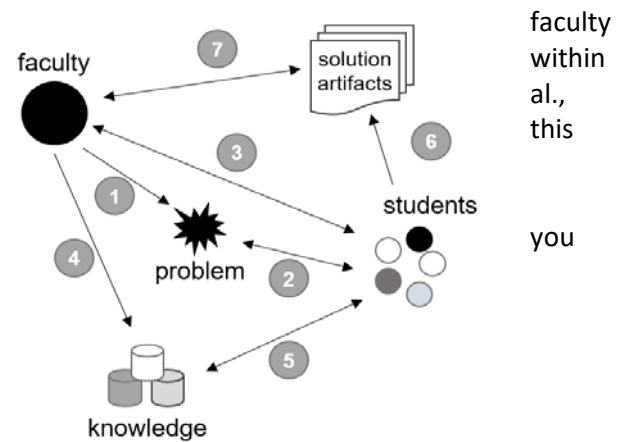 faculty
within
al.,
this
you
faculty
7
solution
artifacts
3
6
1
students
4
problem
2
5
knowledge